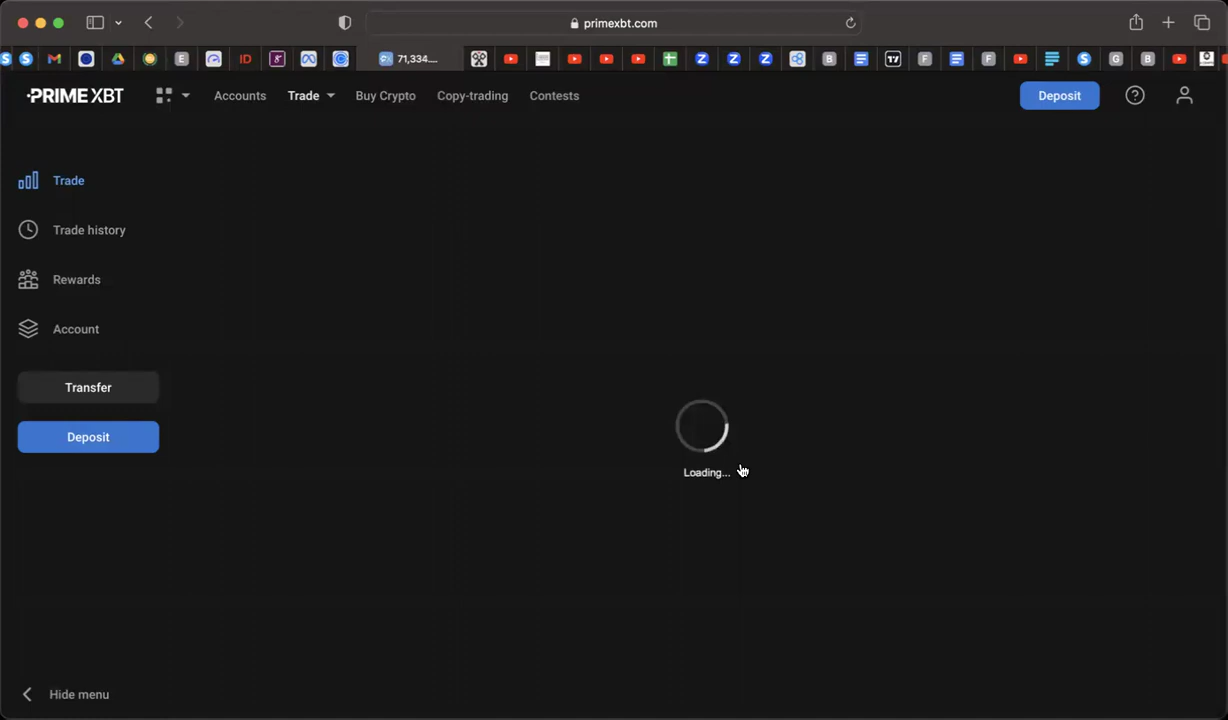 primexbt.com
ID
71,334....
Z
Z
Z
B
F
F
G
B
PRIME XBT
Accounts
Trade
Buy Crypto
Copy-trading
Contests
Deposit
Trade
Trade history
Rewards
Account
Transfer
Deposit
Loading...
Hide menu